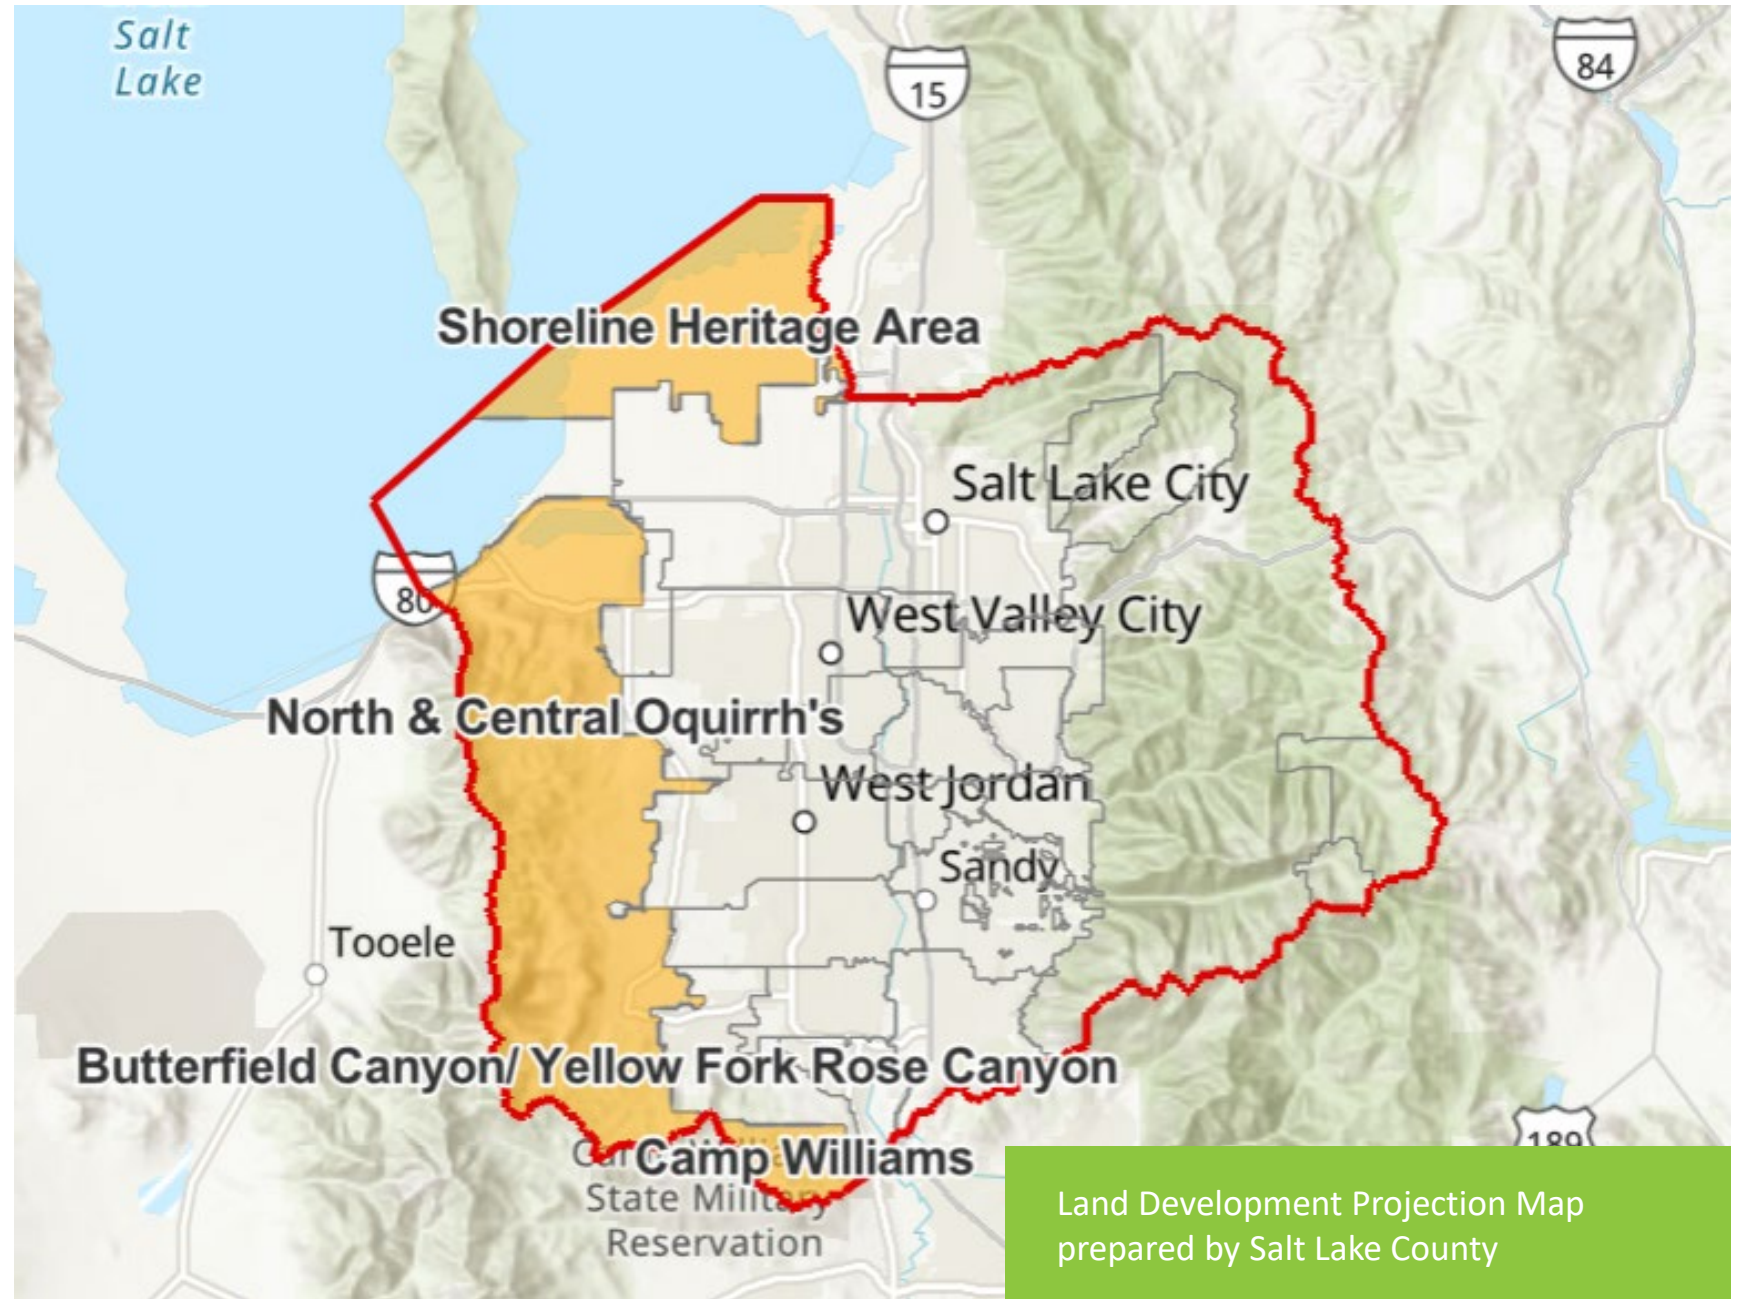 Salt
Lake
15
84
Shoreline Heritage Area
Salt Lake City
80
West Valley City
North & Central Oquirrh's
West Jordan
Sandy
Tooele
Butterfield Canyon/ Yellow Fork Rose Canyon
189
Camp Williams
State Military
Reservation
Land Development Projection Map
prepared by Salt Lake County